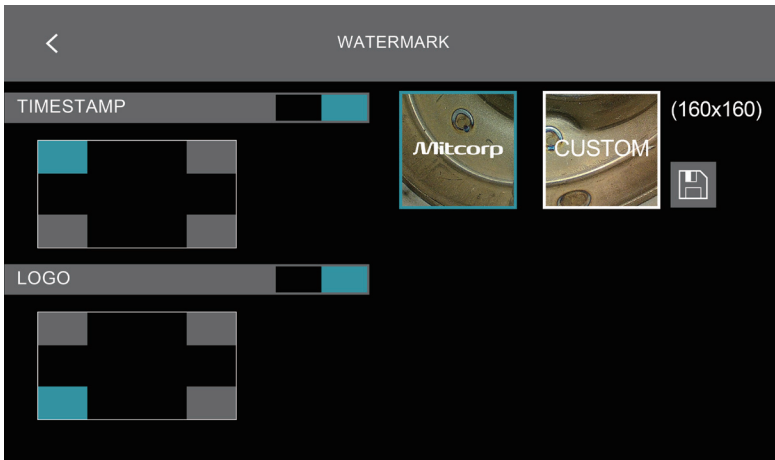 WATERMARK
TIMESTAMP
Mitcorp
CUSTOM
(160x160)
LOGO